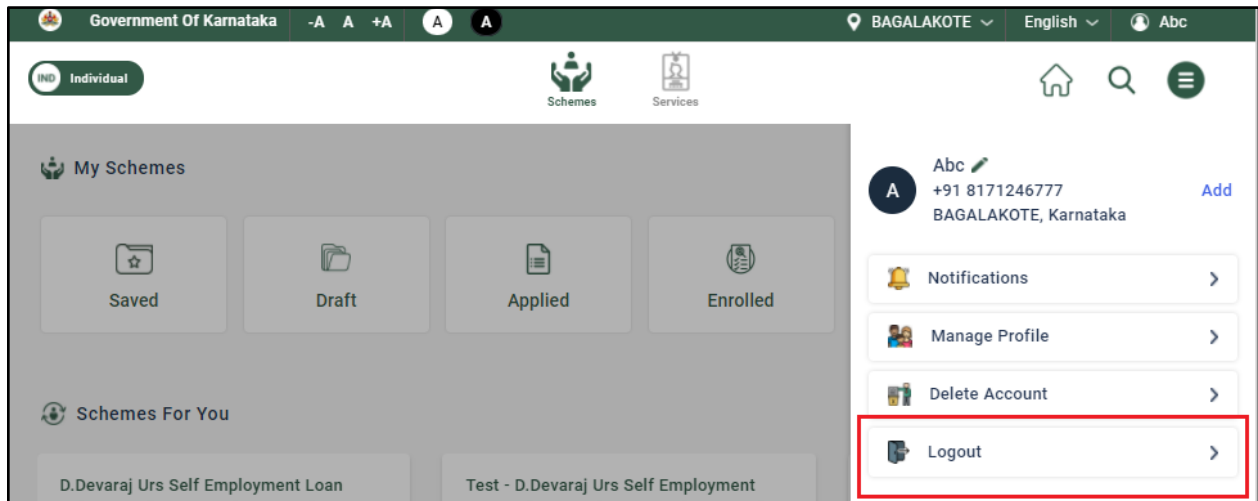 Government Of Karnataka -A A +A A A BAGALAKOTE English Abc
IND Individual
Schemes
Services
My Schemes
Saved
Draft
Applied
Enrolled
Schemes For You
D.Devaraj Urs Self Employment Loan
Test - D.Devaraj Urs Self Employment
A
Abc
+91 8171246777
BAGALAKOTE, Karnataka
Add
Notifications
Manage Profile
Delete Account
Logout